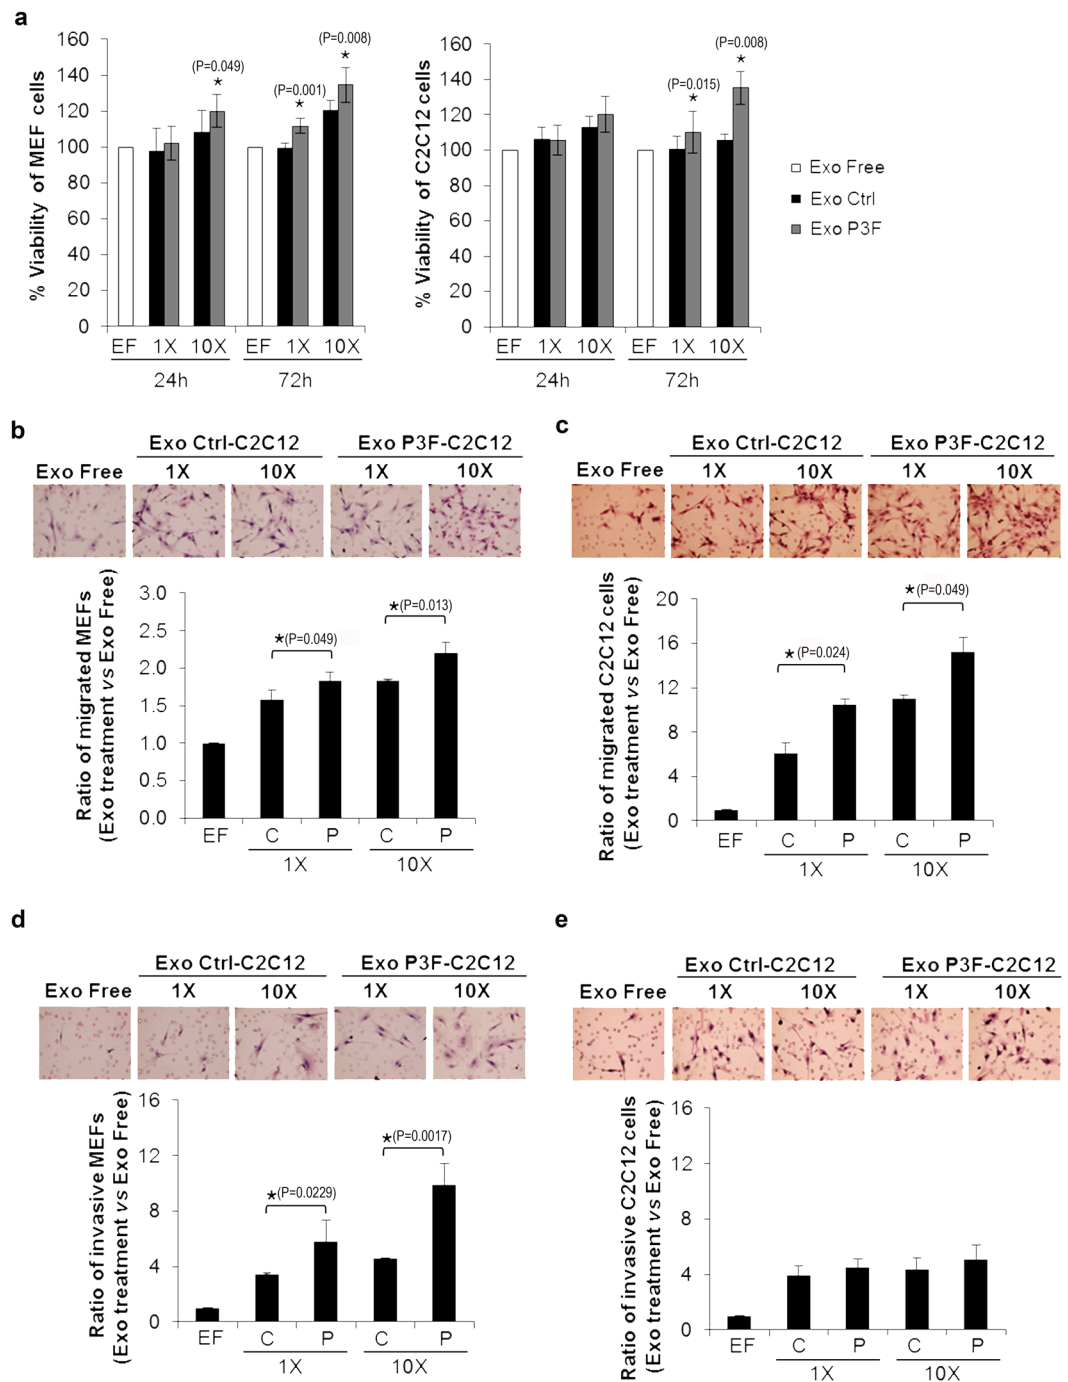 a
% Viability of MEF cells
160
140
120
100
80
60
40
20
0
(P=0.049)
*
(P=0.001)
*
(P=0.008)
*
EF 1X 10X EF 1X 10X
24h 72h
% Viability of C2C12 cells
160
140
120
100
80
60
40
20
0
(P=0.015)
*
(P=0.008)
*
EF 1X 10X EF 1X 10X
24h 72h
Exo Free
Exo Ctrl
Exo P3F
b
Exo Ctrl-C2C12 Exo P3F-C2C12
Exo Free 1X 10X 1X 10X
Ratio of migrated MEFs
(Exo treatment vs Exo Free)
3.0
2.5
2.0
1.5
1.0
0.5
0.0
*(P=0.049)
*(P=0.013)
EF C P C P
1X 10X
c
Exo Ctrl-C2C12 Exo P3F-C2C12
Exo Free 1X 10X 1X 10X
Ratio of migrated C2C12 cells
(Exo treatment vs Exo Free)
20
16
12
8
4
0
*(P=0.024)
*(P=0.049)
EF C P C P
1X 10X
d
Exo Ctrl-C2C12 Exo P3F-C2C12
Exo Free 1X 10X 1X 10X
Ratio of invasive MEFs
(Exo treatment vs Exo Free)
16
12
8
4
0
*(P=0.0229)
*(P=0.0017)
EF C P C P
1X 10X
e
Exo Ctrl-C2C12 Exo P3F-C2C12
Exo Free 1X 10X 1X 10X
Ratio of invasive C2C12 cells
(Exo treatment vs Exo Free)
16
12
8
4
0
EF C P C P
1X 10X